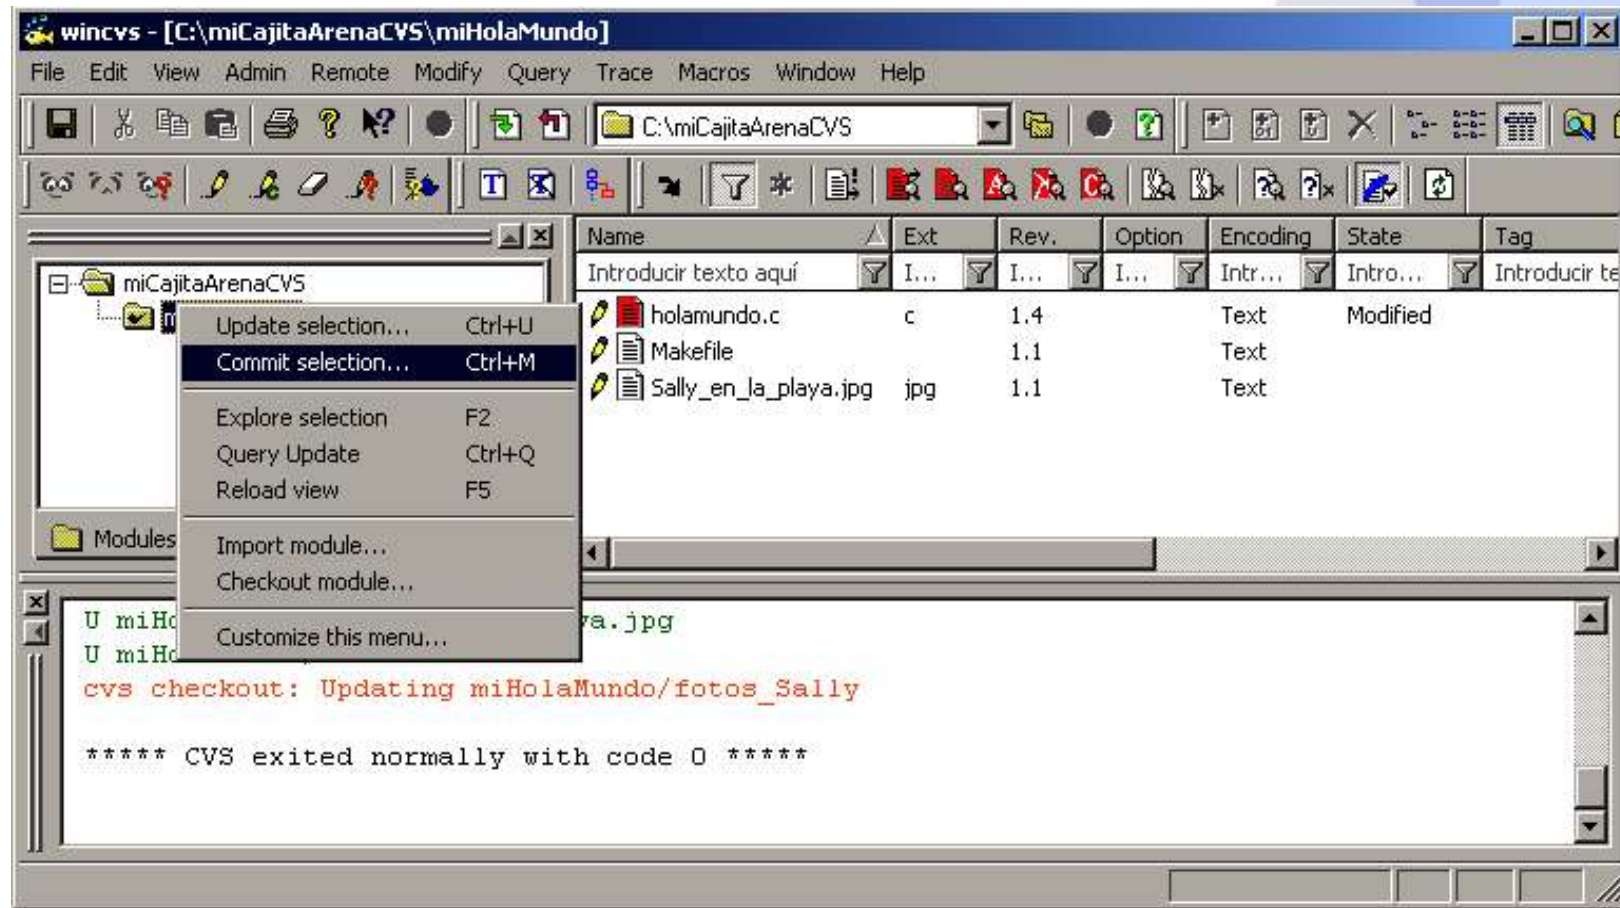 wincvs - [C:\miCajitaArenaCVS\miHolaMundo]
File Edit View Admin Remote Modify Query Trace Macros Window Help
C:\miCajitaArenaCVS
Name Ext Rev. Option Encoding State Tag
Introducir texto aquí I... I... I... Intr... Intro... Introducir te
miCajitaArenaCVS
holamundo.c c 1.4 Text Modified
Makefile 1.1 Text
Sally_en_la_playa.jpg jpg 1.1 Text
Update selection... Ctrl+U
Commit selection... Ctrl+M
Explore selection F2
Query Update Ctrl+Q
Reload view F5
Import module...
Checkout module...
Customize this menu...
Modules
U miHo ya.jpg
U miHo
cvs checkout: Updating miHolaMundo/fotos_Sally
***** CVS exited normally with code 0 *****